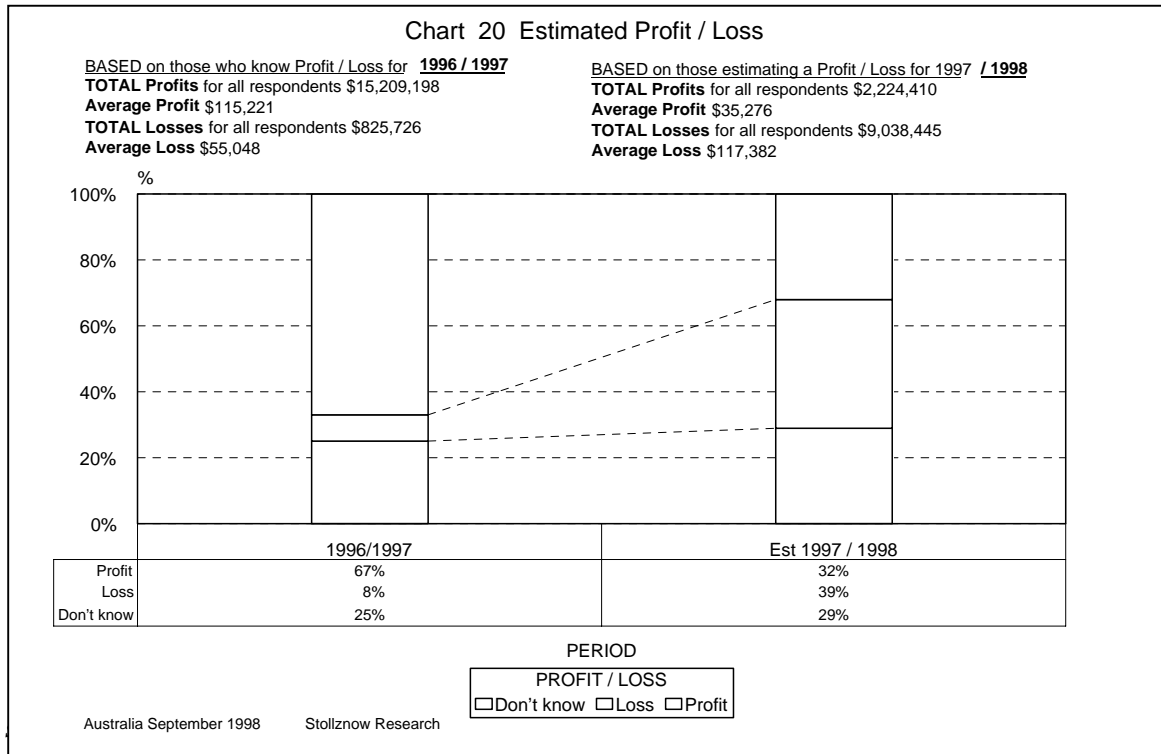 Chart 20 Estimated Profit / Loss
BASED on those who know Profit / Loss for 1996 / 1997
TOTAL Profits for all respondents $15,209,198
Average Profit $115,221
TOTAL Losses for all respondents $825,726
Average Loss $55,048
BASED on those estimating a Profit / Loss for 1997 / 1998
TOTAL Profits for all respondents $2,224,410
Average Profit $35,276
TOTAL Losses for all respondents $9,038,445
Average Loss $117,382
%
100%
80%
60%
40%
20%
0%
1996/1997 Est 1997 / 1998
Profit 67% 32%
Loss 8% 39%
Don't know 25% 29%
PERIOD
PROFIT / LOSS
Don't know Loss Profit
Australia September 1998 Stollznow Research